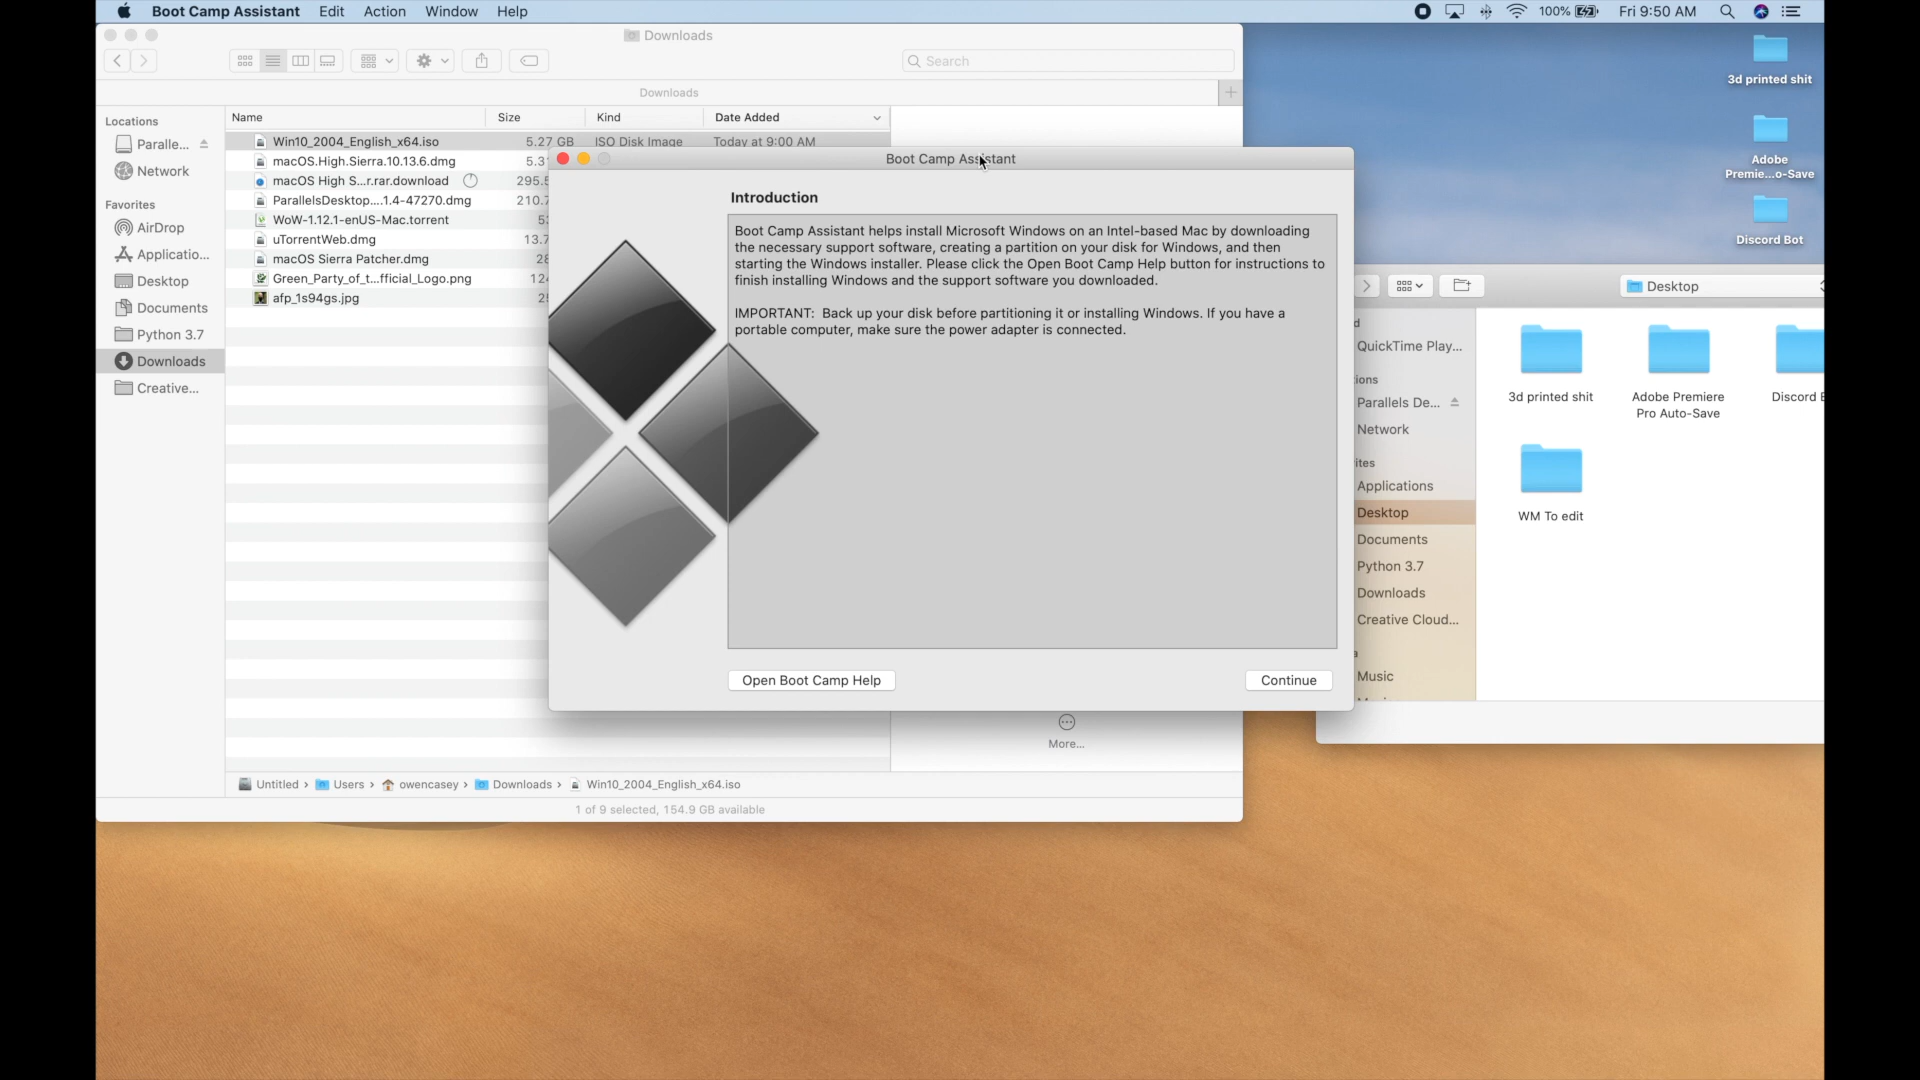 Boot Camp Assistant Edit Action Window Help 100% Fri 9:50 AM
Downloads
Search
Downloads
Locations
Paralle...
Network
Favorites
AirDrop
Applicatio...
Desktop
Documents
Python 3.7
Downloads
Creative...
Name Size Kind Date Added
Win10_2004_English_x64.iso 5.27 GB ISO Disk Image Today at 9:00 AM
macOS.High.Sierra.10.13.6.dmg
macOS High S...r.rar.download
ParallelsDesktop....1.4-47270.dmg
WoW-1.12.1-enUS-Mac.torrent
uTorrentWeb.dmg
macOS Sierra Patcher.dmg
Green_Party_of_t...fficial_Logo.png
afp_1s94gs.jpg
More...
Untitled › Users › owencasey › Downloads › Win10_2004_English_x64.iso
1 of 9 selected, 154.9 GB available
Boot Camp Assistant
Introduction
Boot Camp Assistant helps install Microsoft Windows on an Intel-based Mac by downloading
the necessary support software, creating a partition on your disk for Windows, and then
starting the Windows installer. Please click the Open Boot Camp Help button for instructions to
finish installing Windows and the support software you downloaded.
IMPORTANT: Back up your disk before partitioning it or installing Windows. If you have a
portable computer, make sure the power adapter is connected.
Open Boot Camp Help
Continue
3d printed shit
Adobe
Premie...o-Save
Discord Bot
Desktop
QuickTime Play...
Parallels De...
Network
Applications
Desktop
Documents
Python 3.7
Downloads
Creative Cloud...
Music
3d printed shit
Adobe Premiere
Pro Auto-Save
Discord
WM To edit